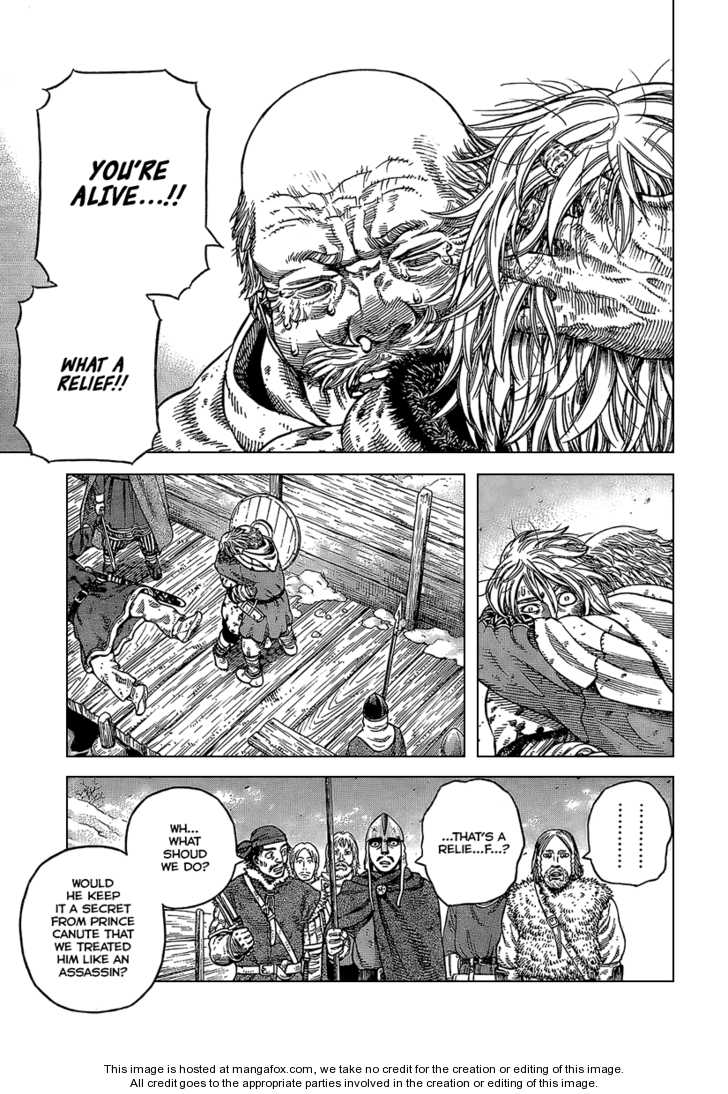 YOU'RE
ALIVE...!!
WHAT A
RELIEF!!
.........
.........
...THAT'S A
RELIE...F...?
WH...
WHAT
SHOUD
WE DO?
WOULD
HE KEEP
IT A SECRET
FROM PRINCE
CANUTE THAT
WE TREATED
HIM LIKE AN
ASSASSIN?
This image is hosted at mangafox.com, we take no credit for the creation or editing of this image.
All credit goes to the appropriate parties involved in the creation or editing of this image.